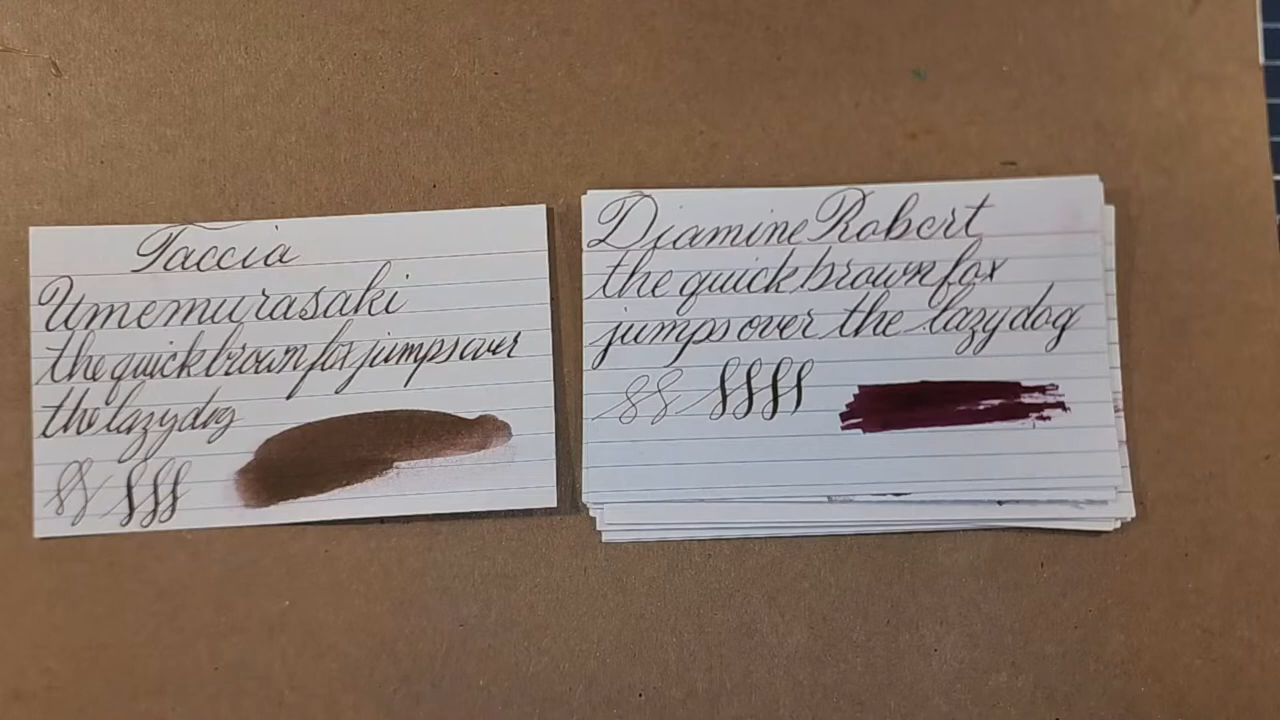 Taccia
Umemurasaki
the quick brown fox jumps over
the lazy dog
Diamine Robert
the quick brown fox
jumps over the lazy dog